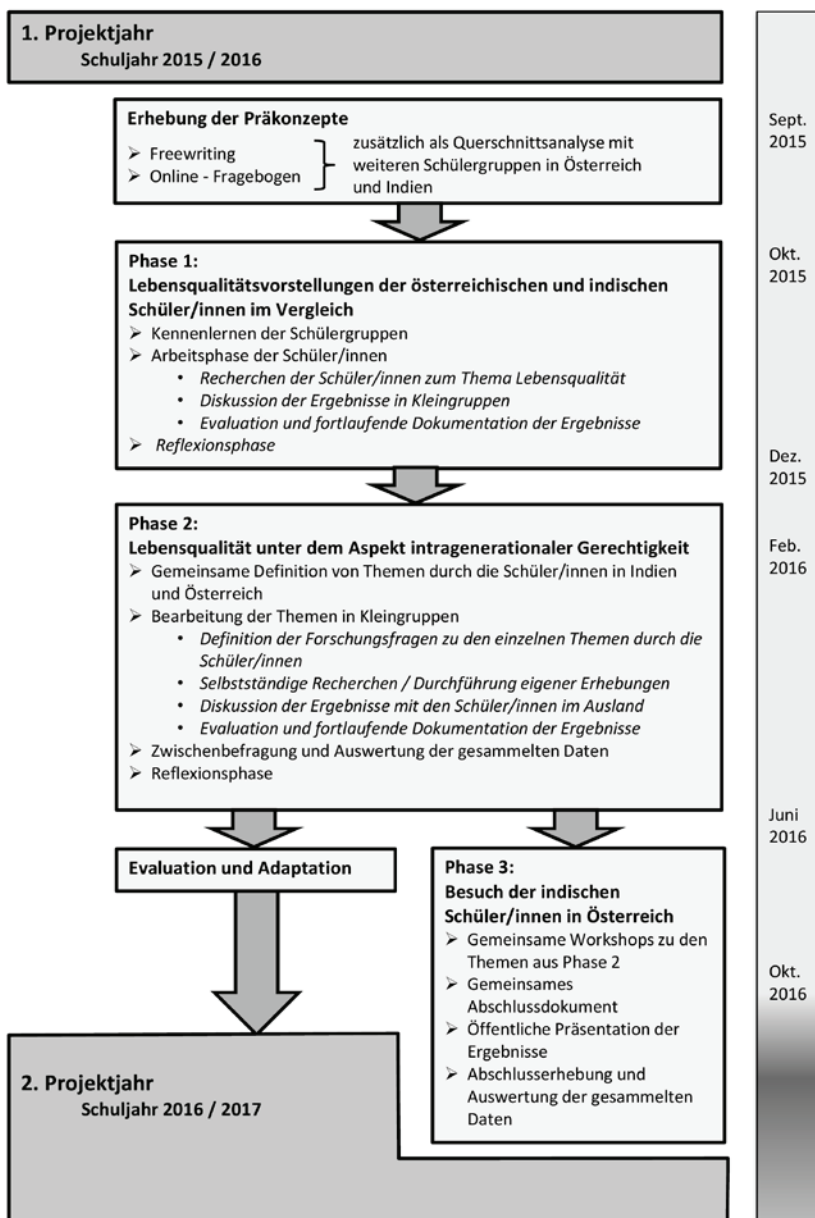 1. Projektjahr
Schuljahr 2015 / 2016
Erhebung der Präkonzepte
➢ Freewriting
➢ Online - Fragebogen
zusätzlich als Querschnittsanalyse mit
weiteren Schülergruppen in Österreich
und Indien
Sept.
2015
Phase 1:
Lebensqualitätsvorstellungen der österreichischen und indischen
Schüler/innen im Vergleich
➢ Kennenlernen der Schülergruppen
➢ Arbeitsphase der Schüler/innen
• Recherchen der Schüler/innen zum Thema Lebensqualität
• Diskussion der Ergebnisse in Kleingruppen
• Evaluation und fortlaufende Dokumentation der Ergebnisse
➢ Reflexionsphase
Okt.
2015
Dez.
2015
Phase 2:
Lebensqualität unter dem Aspekt intragenerationaler Gerechtigkeit
➢ Gemeinsame Definition von Themen durch die Schüler/innen in Indien
und Österreich
➢ Bearbeitung der Themen in Kleingruppen
• Definition der Forschungsfragen zu den einzelnen Themen durch die
Schüler/innen
• Selbstständige Recherchen / Durchführung eigener Erhebungen
• Diskussion der Ergebnisse mit den Schüler/innen im Ausland
• Evaluation und fortlaufende Dokumentation der Ergebnisse
➢ Zwischenbefragung und Auswertung der gesammelten Daten
➢ Reflexionsphase
Feb.
2016
Juni
2016
Evaluation und Adaptation
Phase 3:
Besuch der indischen
Schüler/innen in Österreich
➢ Gemeinsame Workshops zu den
Themen aus Phase 2
➢ Gemeinsames
Abschlussdokument
➢ Öffentliche Präsentation der
Ergebnisse
➢ Abschlusserhebung und
Auswertung der gesammelten
Daten
Okt.
2016
2. Projektjahr
Schuljahr 2016 / 2017